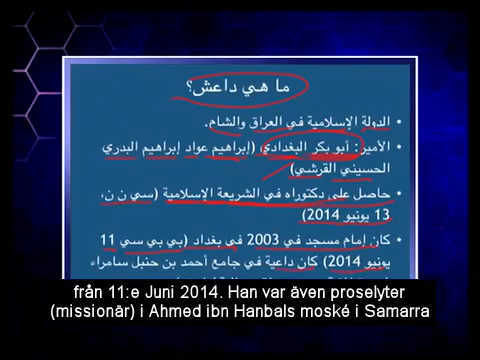 ما هي داعش؟
• الدولة الإسلامية في العراق والشام.
• الأمير: أبو بكر البغدادي (إبراهيم عواد إبراهيم البدري
الحسيني القرشي)
• حاصل على دكتوراه في الشريعة الإسلامية (سي ن ن،
13 يونيو 2014)
• كان إمام مسجد في 2003 في بغداد (بي بي سي 11
يونيو 2014) كان داعية في جامع أحمد بن حنبل سامراء
från 11:e Juni 2014. Han var även proselyter
(missionär) i Ahmed ibn Hanbals moské i Samarra